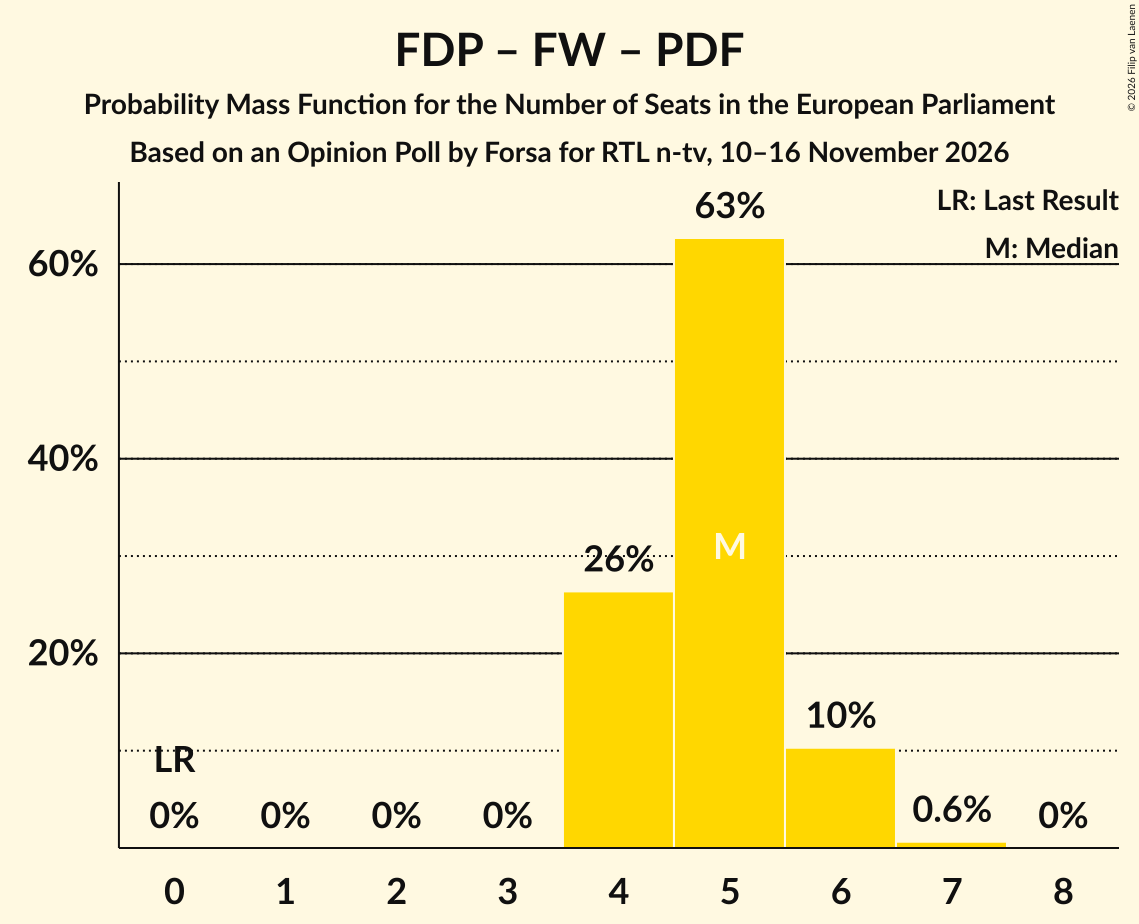 FDP – FW – PDF
Probability Mass Function for the Number of Seats in the European Parliament
Based on an Opinion Poll by Forsa for RTL n-tv, 10–16 November 2026
© 2026 Filip van Laenen
LR: Last Result
M: Median
60%
40%
20%
63%
26%
M
10%
LR
0%
0%
0%
0%
0.6%
0%
0 1 2 3 4 5 6 7 8